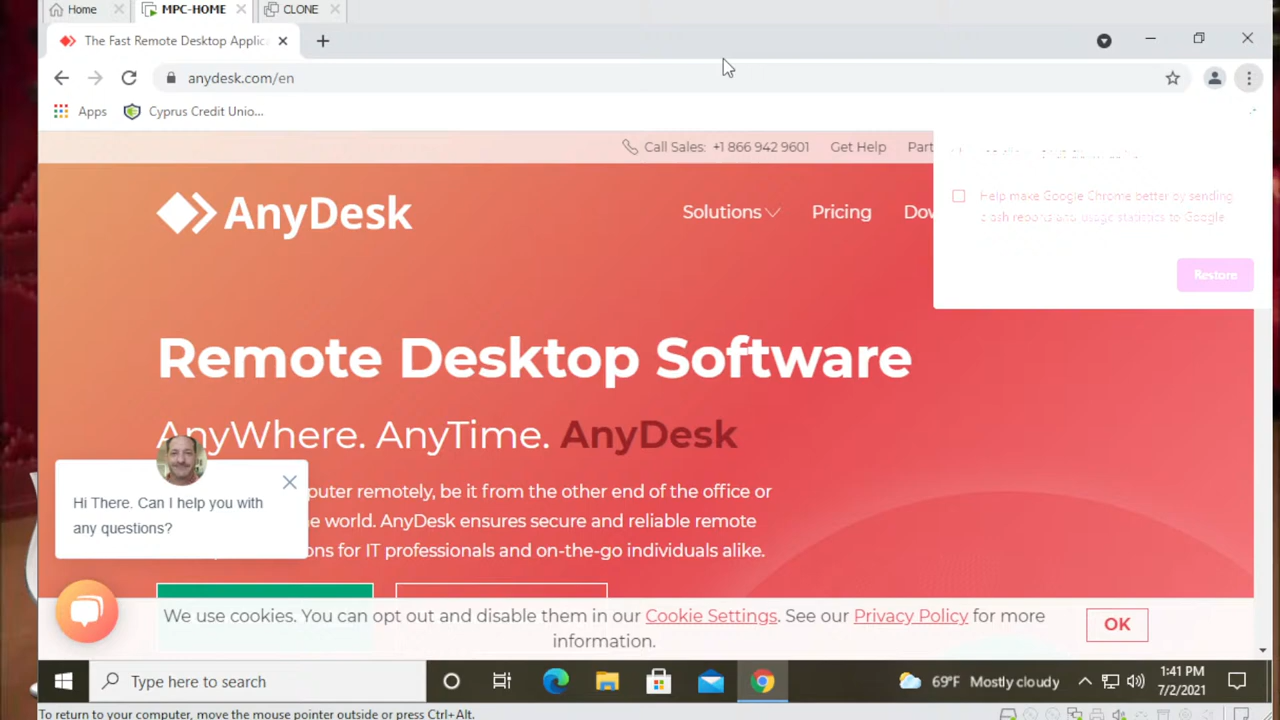 Home
MPC-HOME
CLONE
The Fast Remote Desktop Applic
anydesk.com/en
Apps
Cyprus Credit Unio...
Call Sales: +1 866 942 9601
Get Help
Part
AnyDesk
Solutions
Pricing
Dow
Help make Google Chrome better by sending
crash reports and usage statistics to Google
Restore
Remote Desktop Software
AnyWhere. AnyTime. AnyDesk
puter remotely, be it from the other end of the office or
he world. AnyDesk ensures secure and reliable remote
ons for IT professionals and on-the-go individuals alike.
Hi There. Can I help you with
any questions?
We use cookies. You can opt out and disable them in our Cookie Settings. See our Privacy Policy for more
information.
OK
Type here to search
69°F Mostly cloudy
1:41 PM
7/2/2021
To return to your computer, move the mouse pointer outside or press Ctrl+Alt.